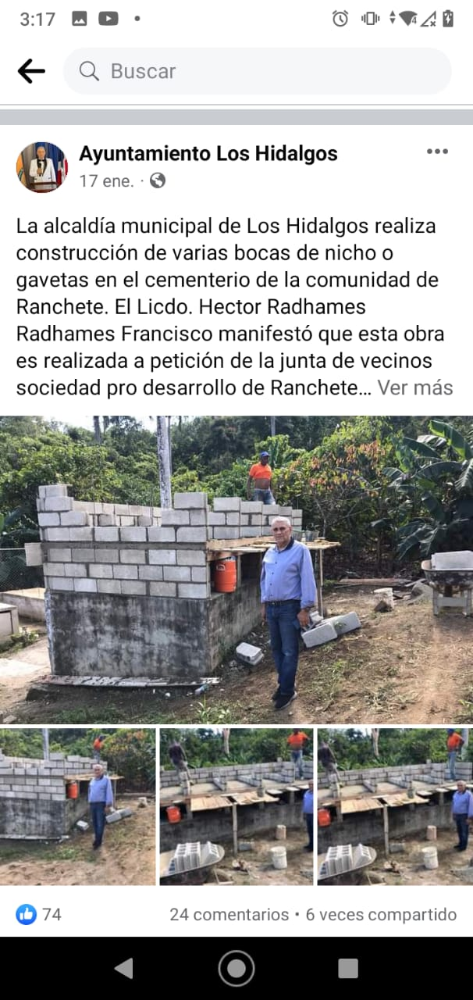 3:17
Buscar
Ayuntamiento Los Hidalgos
17 ene. ·
La alcaldía municipal de Los Hidalgos realiza
construcción de varias bocas de nicho o
gavetas en el cementerio de la comunidad de
Ranchete. El Licdo. Hector Radhames
Radhames Francisco manifestó que esta obra
es realizada a petición de la junta de vecinos
sociedad pro desarrollo de Ranchete... Ver más
74
24 comentarios • 6 veces compartido